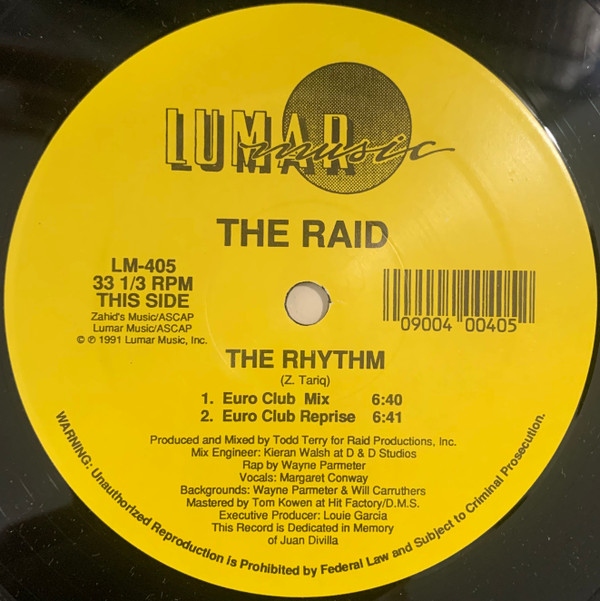 LUMAR
music
THE RAID
LM-405
33 1/3 RPM
THIS SIDE
Zahid's Music/ASCAP
Lumar Music/ASCAP
© ℗ 1991 Lumar Music, Inc.
09004 00405
THE RHYTHM
(Z. Tariq)
1. Euro Club Mix 6:40
2. Euro Club Reprise 6:41
Produced and Mixed by Todd Terry for Raid Productions, Inc.
Mix Engineer: Kieran Walsh at D & D Studios
Rap by Wayne Parmeter
Vocals: Margaret Conway
Backgrounds: Wayne Parmeter & Will Carruthers
Mastered by Tom Kowen at Hit Factory/D.M.S.
Executive Producer: Louie Garcia
This Record is Dedicated in Memory
of Juan Divilla
WARNING: Unauthorized Reproduction is Prohibited by Federal Law and Subject to Criminal Prosecution.